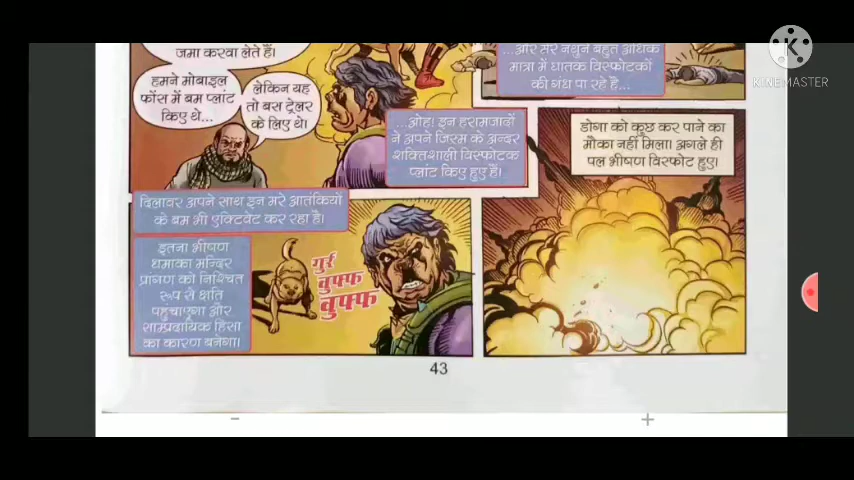 जमा करवा लेते हैं।
हमने मोबाइल
फोंस में बम प्लांट
किए थे...
लेकिन यह
तो बस ट्रेलर
के लिए थे।
...ओह! इन हरामजादों
ने अपने जिस्म के अन्दर
शक्तिशाली विस्फोटक
प्लांट किए हुए हैं।
...और मेरे नथुने बहुत अधिक
मात्रा में घातक विस्फोटकों
की गंध पा रहे हैं...
डोगा को कुछ कर पाने का
मौका नहीं मिला। अगले ही
पल भीषण विस्फोट हुए।
दिलावर अपने साथ इन मरे आतंकियों
के बम भी एक्टिवेट कर रहा है।
इतना भीषण
धमाका मन्दिर
प्रांगण को निश्चित
रूप से क्षति
पहुंचाएगा और
साम्प्रदायिक हिंसा
का कारण बनेगा।
गुर्र
वुफ्फ
वुफ्फ
43
KINEMASTER